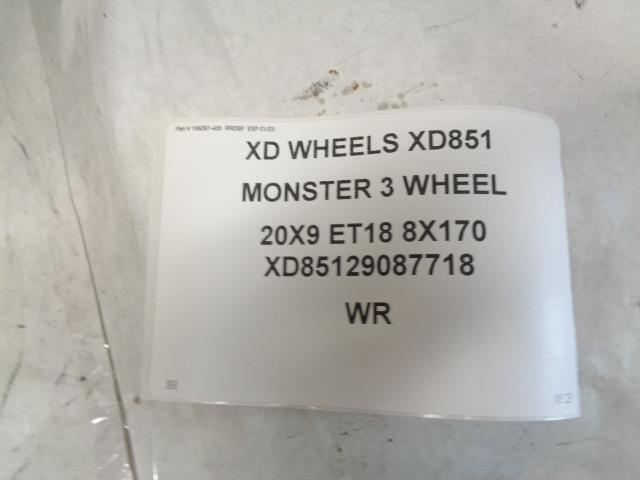 XD WHEELS XD851
MONSTER 3 WHEEL
20X9 ET18 8X170
XD85129087718
WR